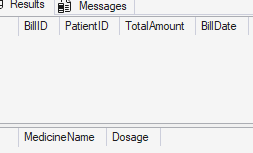 Results Messages
BillID PatientID TotalAmount BillDate
MedicineName Dosage